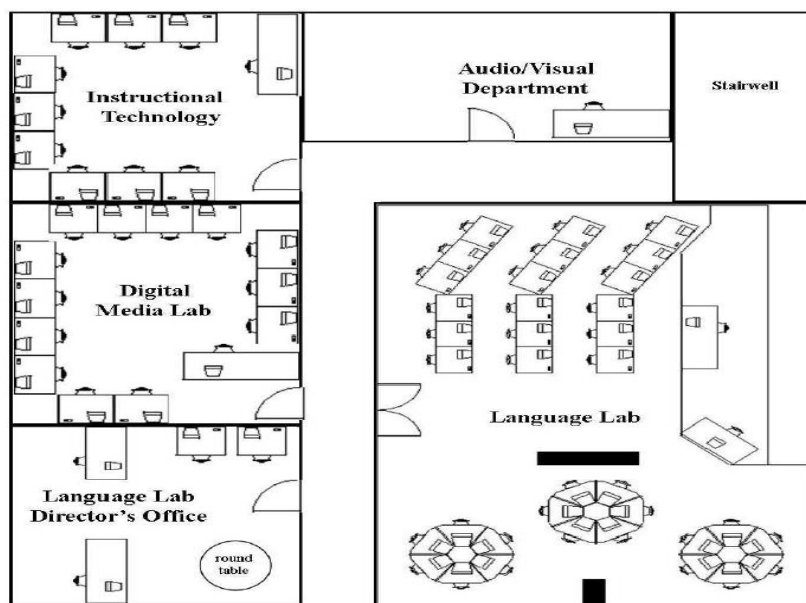 Instructional
Technology
Audio/Visual
Department
Stairwell
Digital
Media Lab
Language Lab
Language Lab
Director's Office
round
table